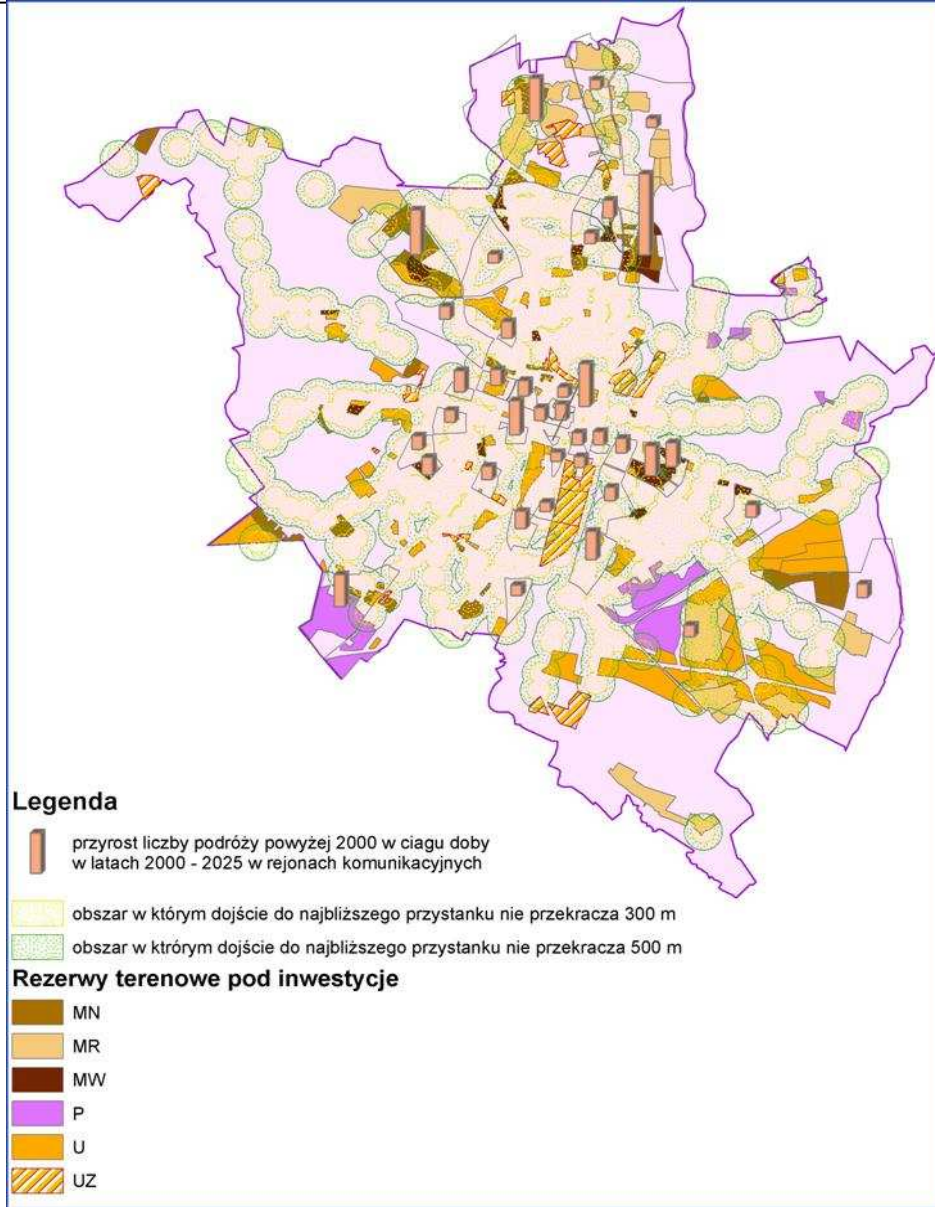 Legenda
przyrost liczby podróży powyżej 2000 w ciagu doby
w latach 2000 - 2025 w rejonach komunikacyjnych
obszar w którym dojście do najbliższego przystanku nie przekracza 300 m
obszar w ktrórym dojście do najbliższego przystanku nie przekracza 500 m
Rezerwy terenowe pod inwestycje
MN
MR
MW
P
U
UZ